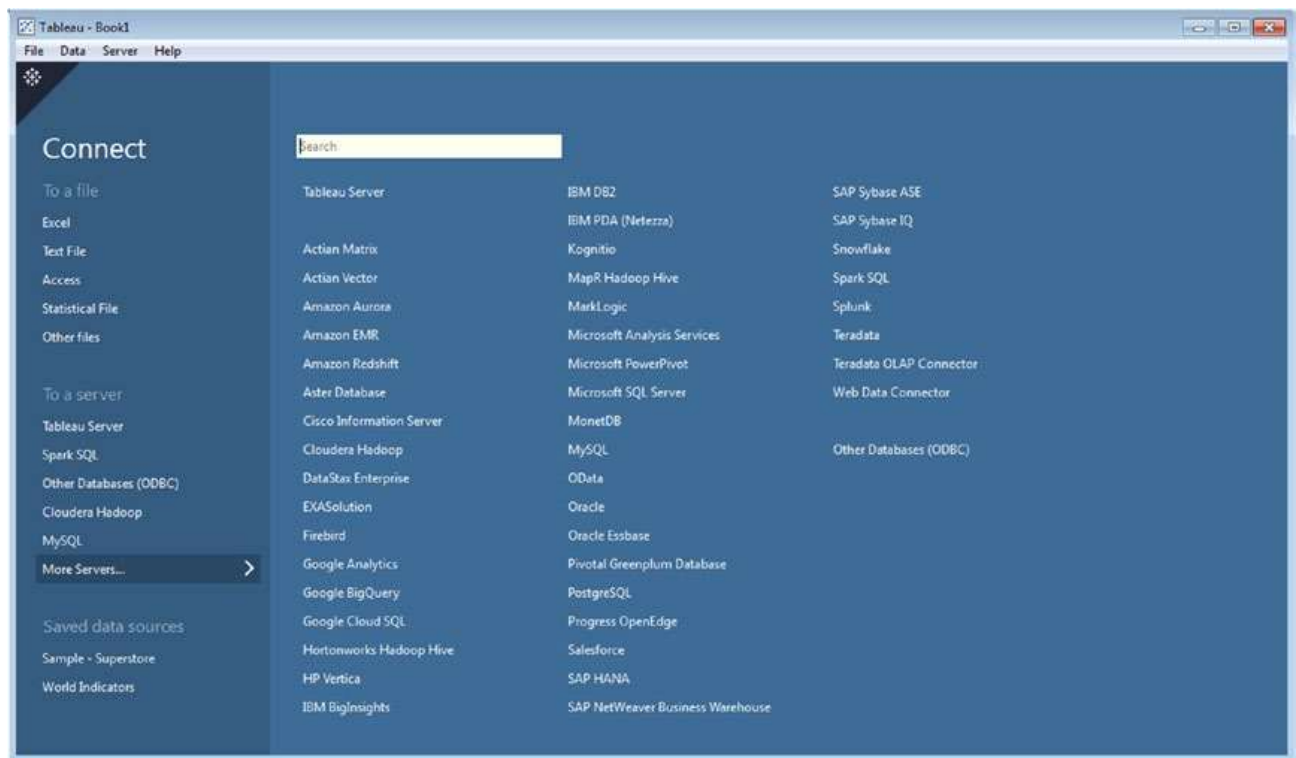 Tableau - Book1
File Data Server Help
Connect
To a file
Excel
Text File
Access
Statistical File
Other files
To a server
Tableau Server
Spark SQL
Other Databases (ODBC)
Cloudera Hadoop
MySQL
More Servers...
Saved data sources
Sample - Superstore
World Indicators
Search
Tableau Server
Actian Matrix
Actian Vector
Amazon Aurora
Amazon EMR
Amazon Redshift
Aster Database
Cisco Information Server
Cloudera Hadoop
DataStax Enterprise
EXASolution
Firebird
Google Analytics
Google BigQuery
Google Cloud SQL
Hortonworks Hadoop Hive
HP Vertica
IBM BigInsights
IBM DB2
IBM PDA (Netezza)
Kognitio
MapR Hadoop Hive
MarkLogic
Microsoft Analysis Services
Microsoft PowerPivot
Microsoft SQL Server
MonetDB
MySQL
OData
Oracle
Oracle Essbase
Pivotal Greenplum Database
PostgreSQL
Progress OpenEdge
Salesforce
SAP HANA
SAP NetWeaver Business Warehouse
SAP Sybase ASE
SAP Sybase IQ
Snowflake
Spark SQL
Splunk
Teradata
Teradata OLAP Connector
Web Data Connector
Other Databases (ODBC)